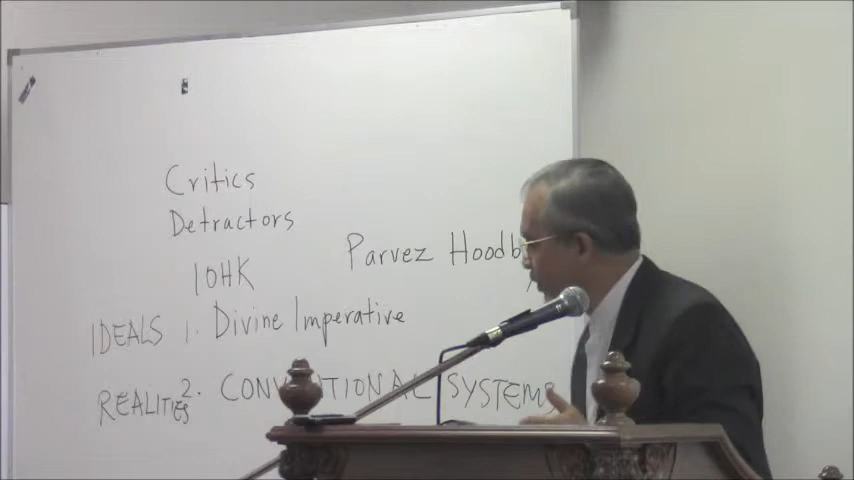 Critics
Detractors
IOHK
Parvez Hoodb
IDEALS 1. Divine Imperative
REALITIES 2. CONVENTIONAL SYSTEMS